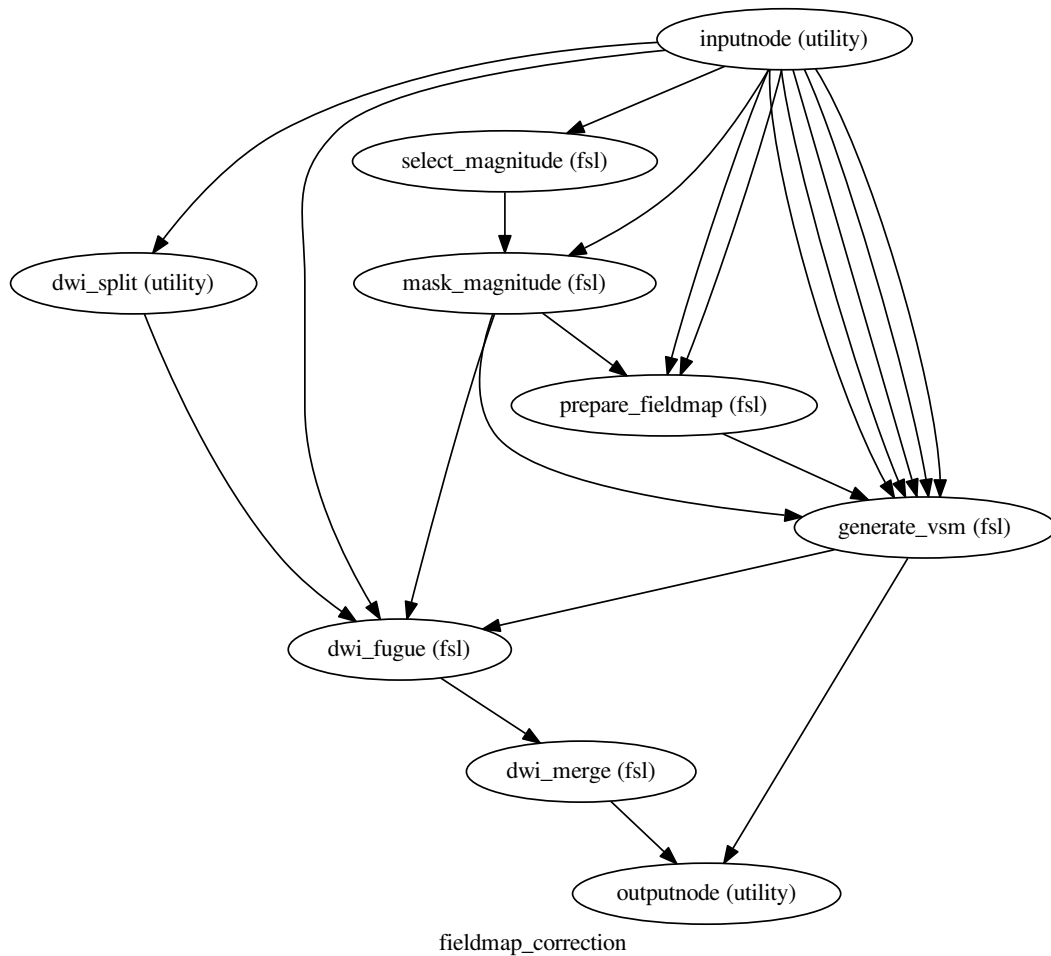 inputnode (utility)
select_magnitude (fsl)
dwi_split (utility)
mask_magnitude (fsl)
prepare_fieldmap (fsl)
generate_vsm (fsl)
dwi_fugue (fsl)
dwi_merge (fsl)
outputnode (utility)
fieldmap_correction